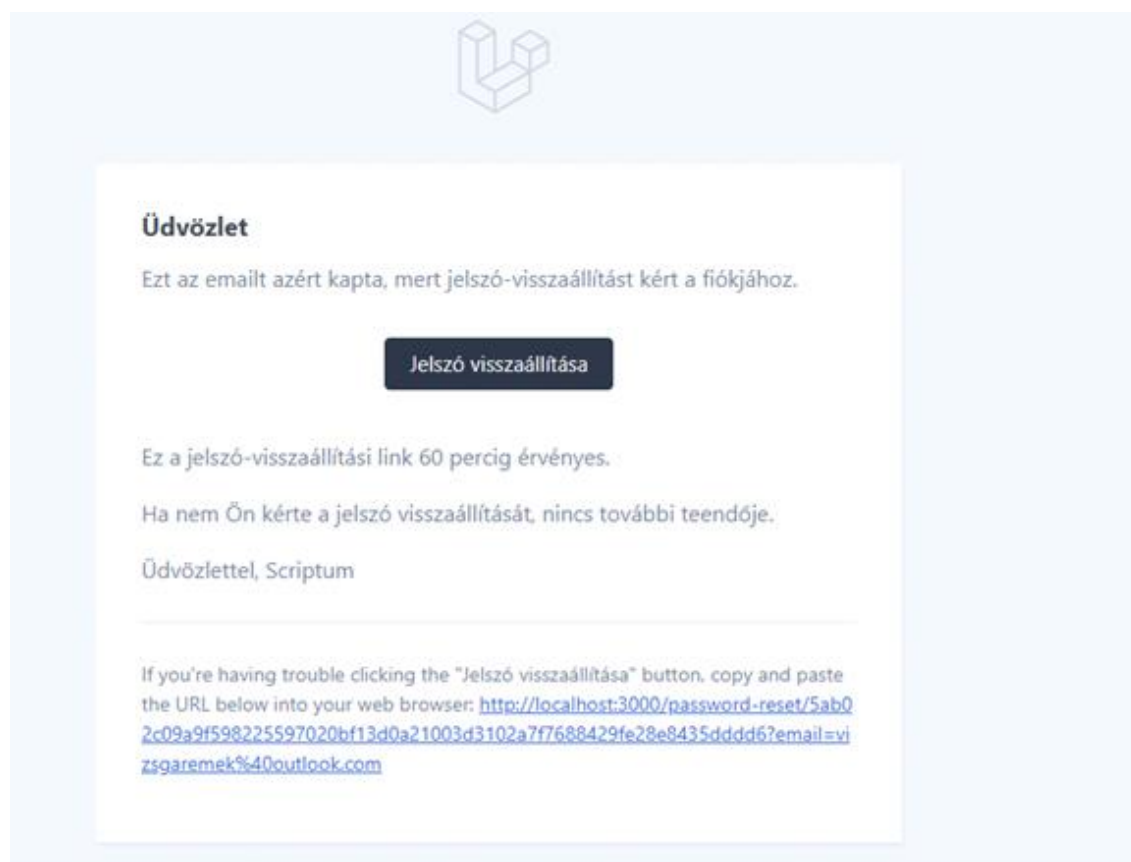 Üdvözlet
Ezt az emailt azért kapta, mert jelszó-visszaállítást kért a fiókjához.
Jelszó visszaállítása
Ez a jelszó-visszaállítási link 60 percig érvényes.
Ha nem Ön kérte a jelszó visszaállítását, nincs további teendője.
Üdvözlettel, Scriptum
If you're having trouble clicking the "Jelszó visszaállítása" button, copy and paste
the URL below into your web browser: http://localhost:3000/password-reset/5ab0
2c09a9f598225597020bf13d0a21003d3102a7f7688429fe28e8435dddd6?email=vi
zsgaremek%40outlook.com